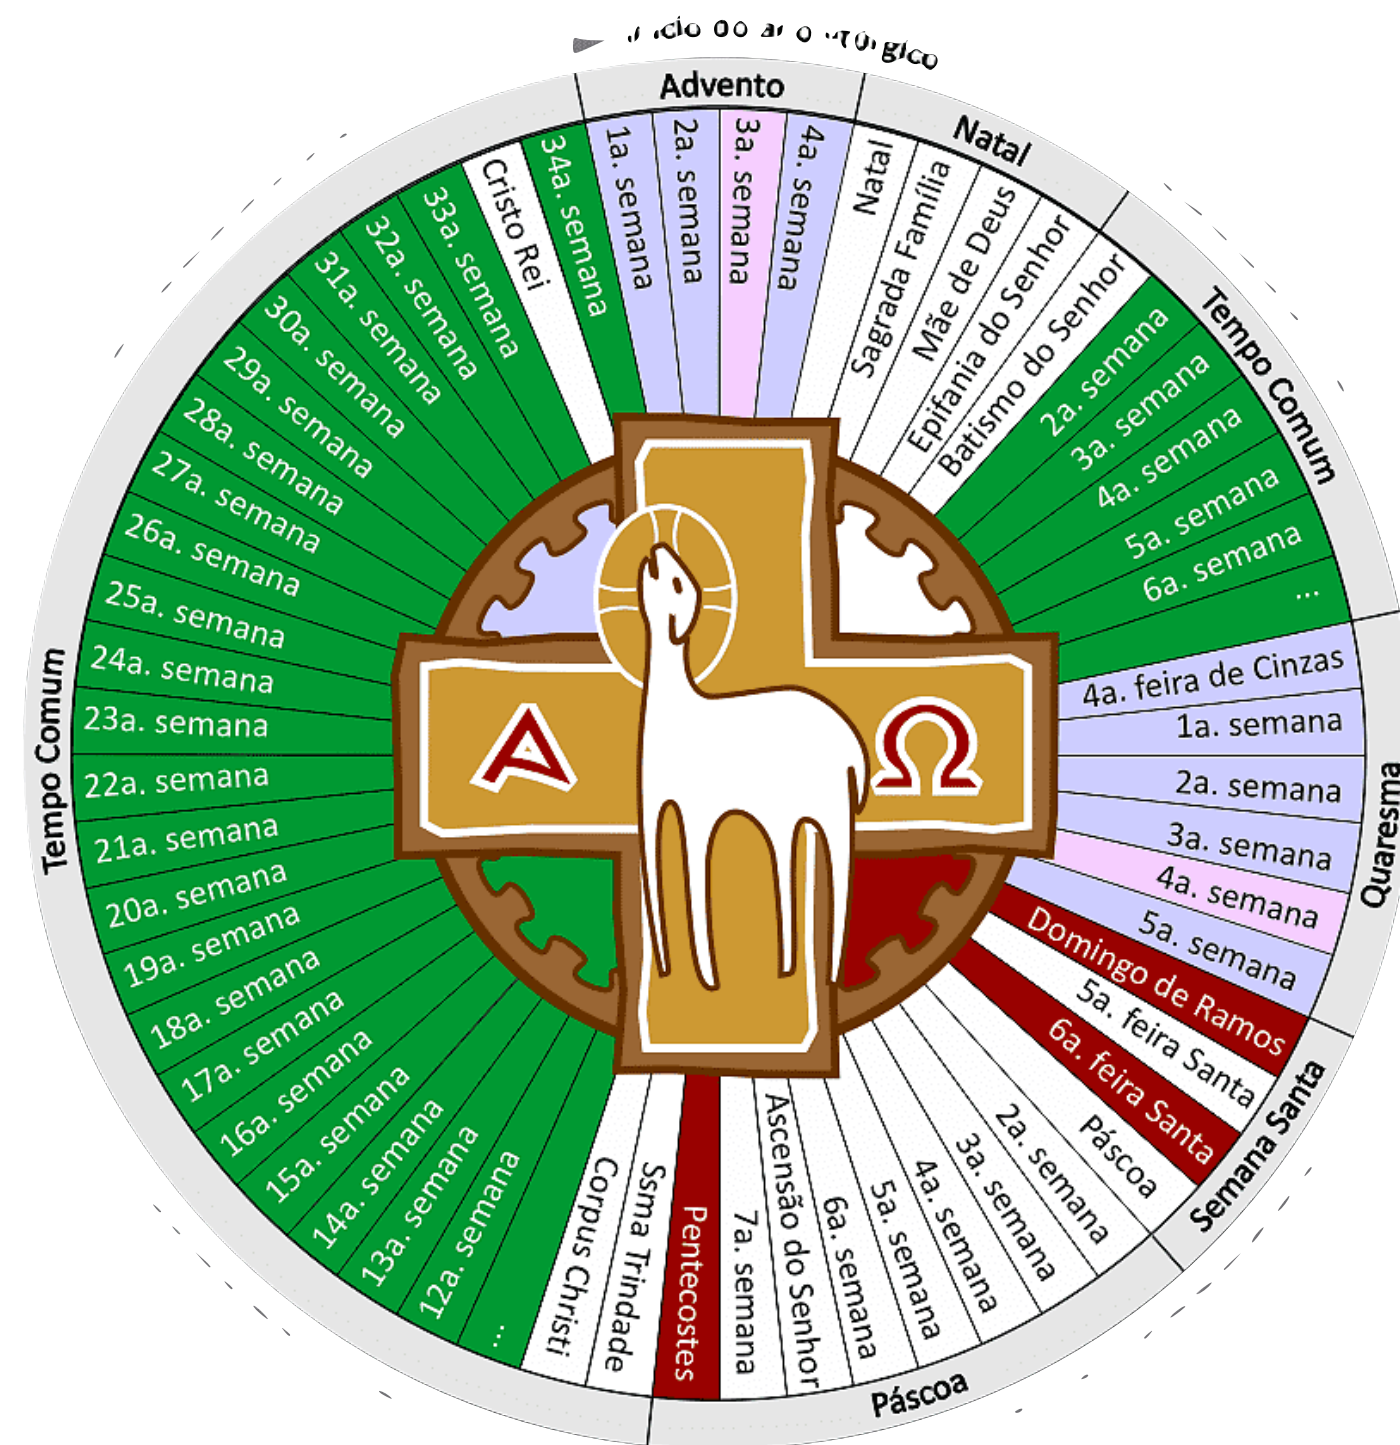 Advento
1a. semana
2a. semana
3a. semana
4a. semana
Natal
Natal
Sagrada Família
Mãe de Deus
Epifania do Senhor
Batismo do Senhor
Tempo Comum
2a. semana
3a. semana
4a. semana
5a. semana
6a. semana
...
Quaresma
4a. feira de Cinzas
1a. semana
2a. semana
3a. semana
4a. semana
5a. semana
Semana Santa
Domingo de Ramos
5a. feira Santa
6a. feira Santa
Páscoa
Páscoa
2a. semana
3a. semana
4a. semana
5a. semana
6a. semana
Ascensão do Senhor
7a. semana
Pentecostes
Tempo Comum
Ssma Trindade
Corpus Christi
...
12a. semana
13a. semana
14a. semana
15a. semana
16a. semana
17a. semana
18a. semana
19a. semana
20a. semana
21a. semana
22a. semana
23a. semana
24a. semana
25a. semana
26a. semana
27a. semana
28a. semana
29a. semana
30a. semana
31a. semana
32a. semana
33a. semana
Cristo Rei
34a. semana
Α Ω